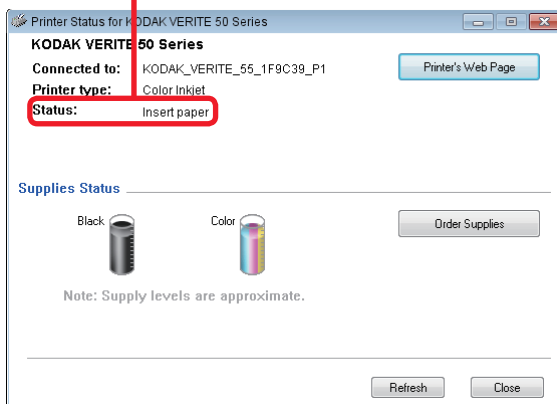 Printer Status for KODAK VERITE 50 Series
KODAK VERITE 50 Series
Connected to: KODAK_VERITE_55_1F9C39_P1
Printer's Web Page
Printer type: Color Inkjet
Status: Insert paper
Supplies Status
Black
Color
Order Supplies
Note: Supply levels are approximate.
Refresh
Close